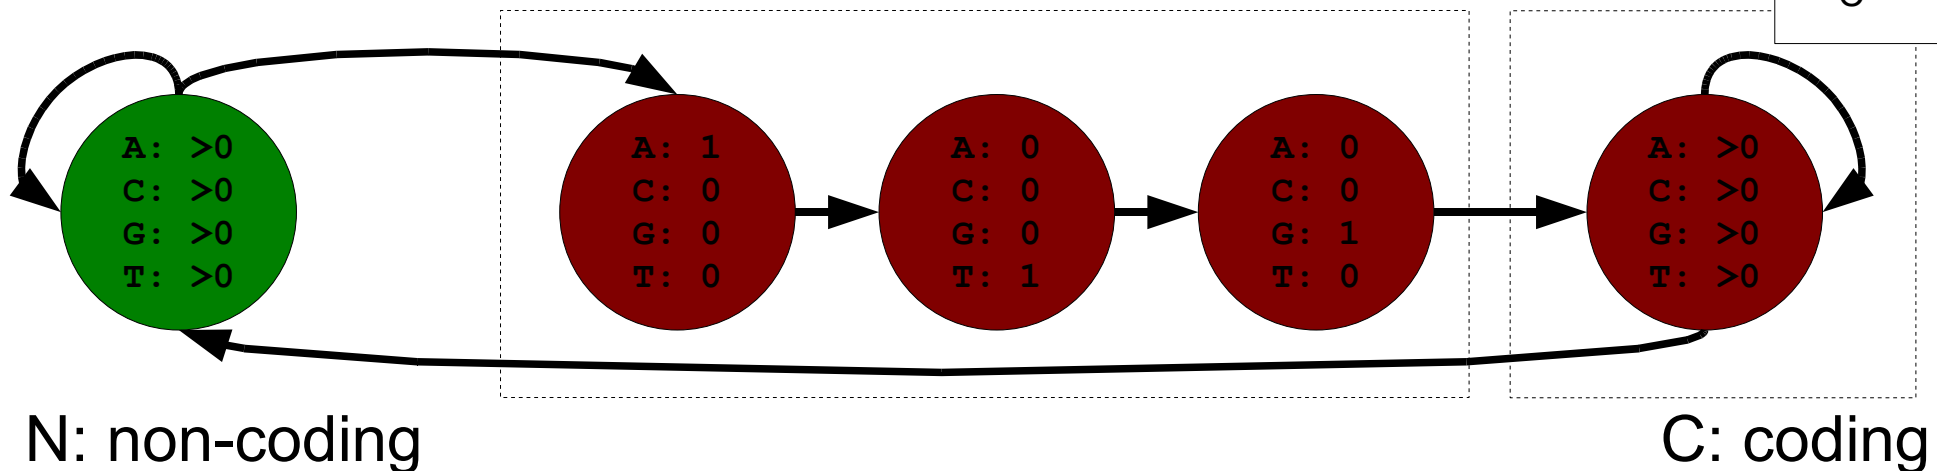 A: >0
C: >0
G: >0
T: >0
A: 1
C: 0
G: 0
T: 0
A: 0
C: 0
G: 0
T: 1
A: 0
C: 0
G: 1
T: 0
A: >0
C: >0
G: >0
T: >0
N: non-coding
C: coding